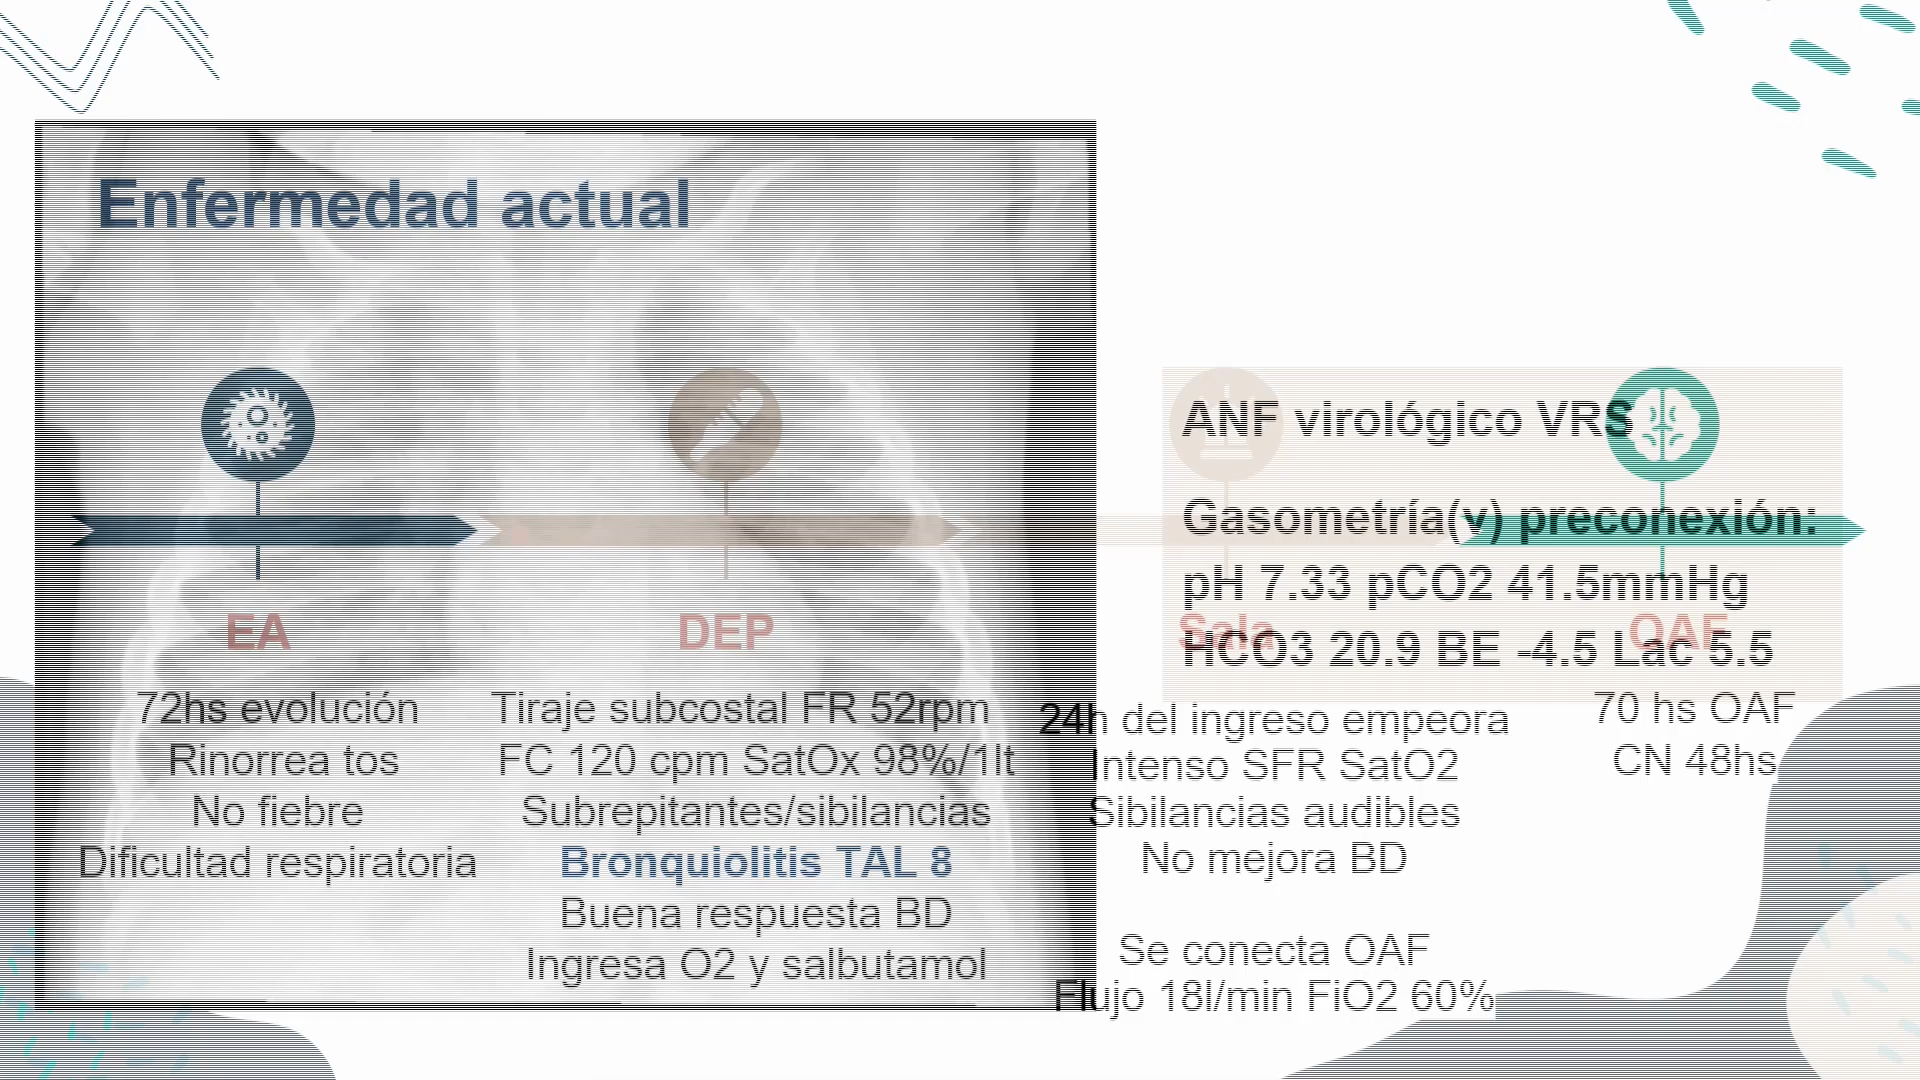 Enfermedad actual
EA
72hs evolución
Rinorrea tos
No fiebre
Dificultad respiratoria
DEP
Tiraje subcostal FR 52rpm
FC 120 cpm SatOx 98%/1lt
Subrepitantes/sibilancias
Bronquiolitis TAL 8
Buena respuesta BD
Ingresa O2 y salbutamol
Sala
24h del ingreso empeora
Intenso SFR SatO2
Sibilancias audibles
No mejora BD
Se conecta OAF
Flujo 18l/min FiO2 60%
OAF
70 hs OAF
CN 48hs
ANF virológico VRS
Gasometría(v) preconexión:
pH 7.33 pCO2 41.5mmHg
HCO3 20.9 BE -4.5 Lac 5.5